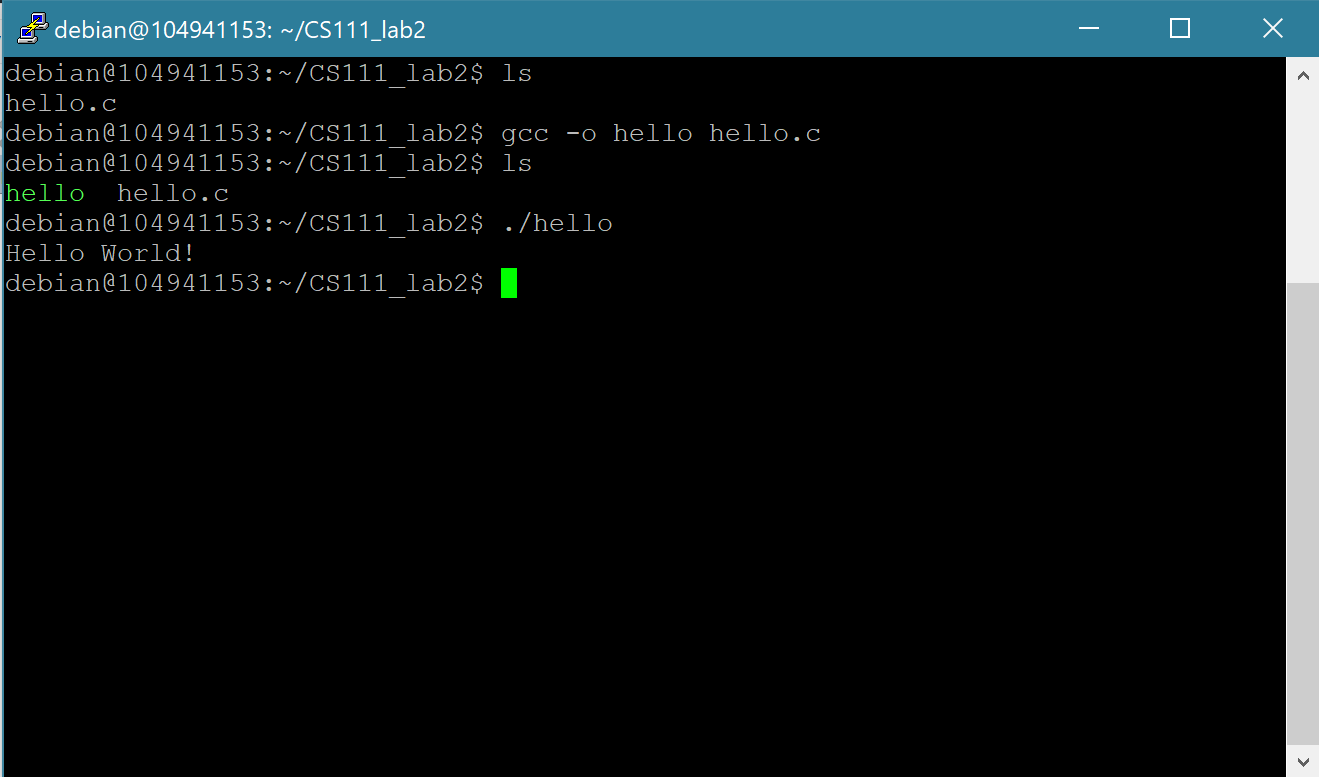 debian@104941153: ~/CS111_lab2
debian@104941153:~/CS111_lab2$ ls
hello.c
debian@104941153:~/CS111_lab2$ gcc -o hello hello.c
debian@104941153:~/CS111_lab2$ ls
hello  hello.c
debian@104941153:~/CS111_lab2$ ./hello
Hello World!
debian@104941153:~/CS111_lab2$